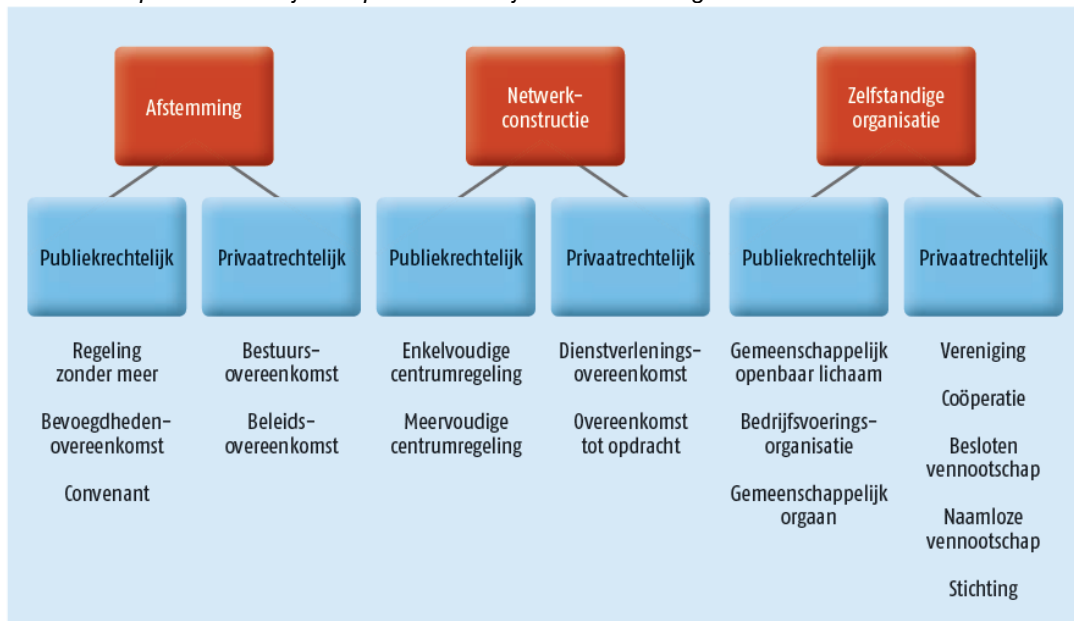 Afstemming
Netwerk-
constructie
Zelfstandige
organisatie
Publiekrechtelijk
Privaatrechtelijk
Publiekrechtelijk
Privaatrechtelijk
Publiekrechtelijk
Privaatrechtelijk
Regeling
zonder meer
Bevoegdheden-
overeenkomst
Convenant
Bestuurs-
overeenkomst
Beleids-
overeenkomst
Enkelvoudige
centrumregeling
Meervoudige
centrumregeling
Dienstverlenings-
overeenkomst
Overeenkomst
tot opdracht
Gemeenschappelijk
openbaar lichaam
Bedrijfsvoerings-
organisatie
Gemeenschappelijk
orgaan
Vereniging
Coöperatie
Besloten
vennootschap
Naamloze
vennootschap
Stichting